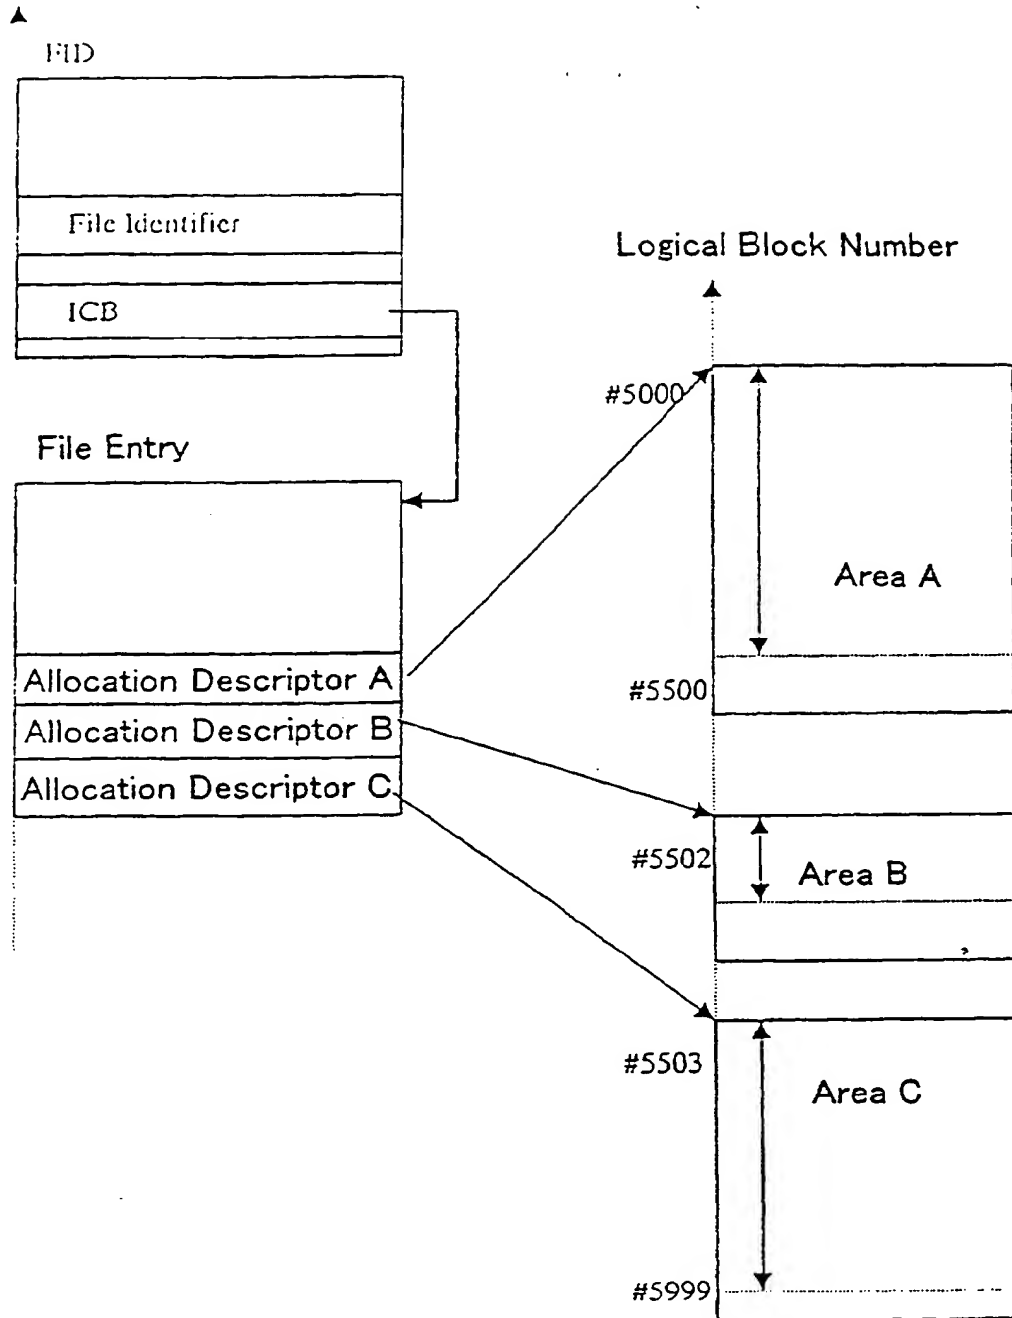 FID
File Identifier
ICB
File Entry
Allocation Descriptor A
Allocation Descriptor B
Allocation Descriptor C
Logical Block Number
#5000
Area A
#5500
#5502
Area B
#5503
Area C
#5999